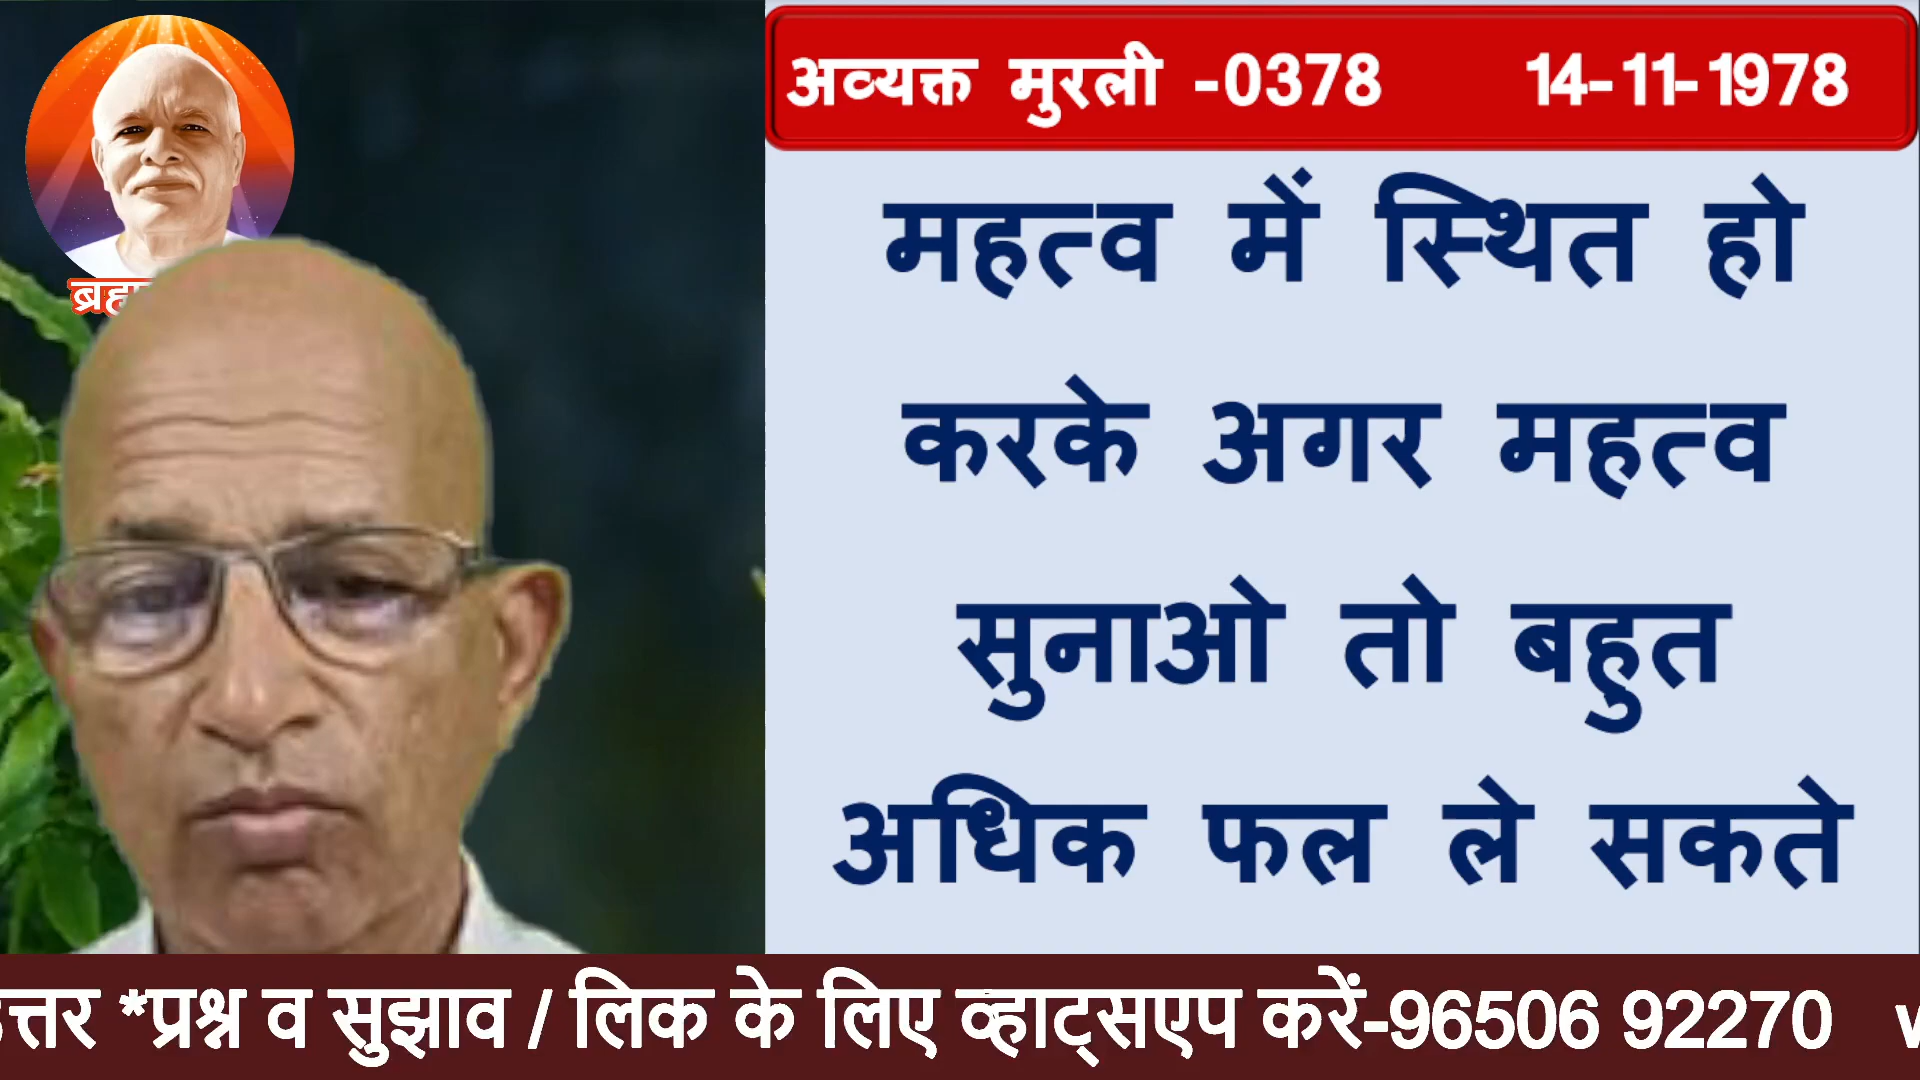 अव्यक्त मुरली -0378 14-11-1978
महत्व में स्थित हो
करके अगर महत्व
सुनाओ तो बहुत
अधिक फल ले सकते
*प्रश्न व सुझाव / लिंक के लिए व्हाट्सएप करें-96506 92270